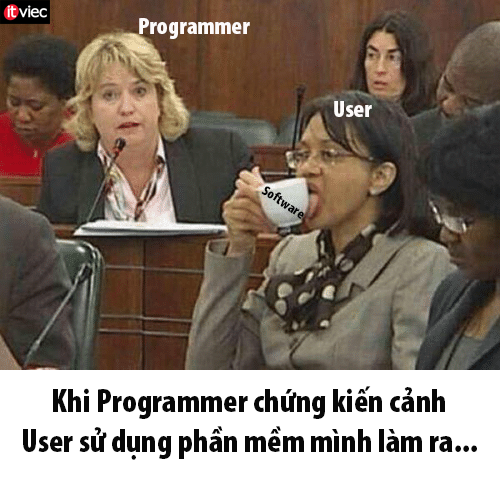 itviec
Programmer
User
Software
Khi Programmer chứng kiến cảnh
User sử dụng phần mềm mình làm ra...